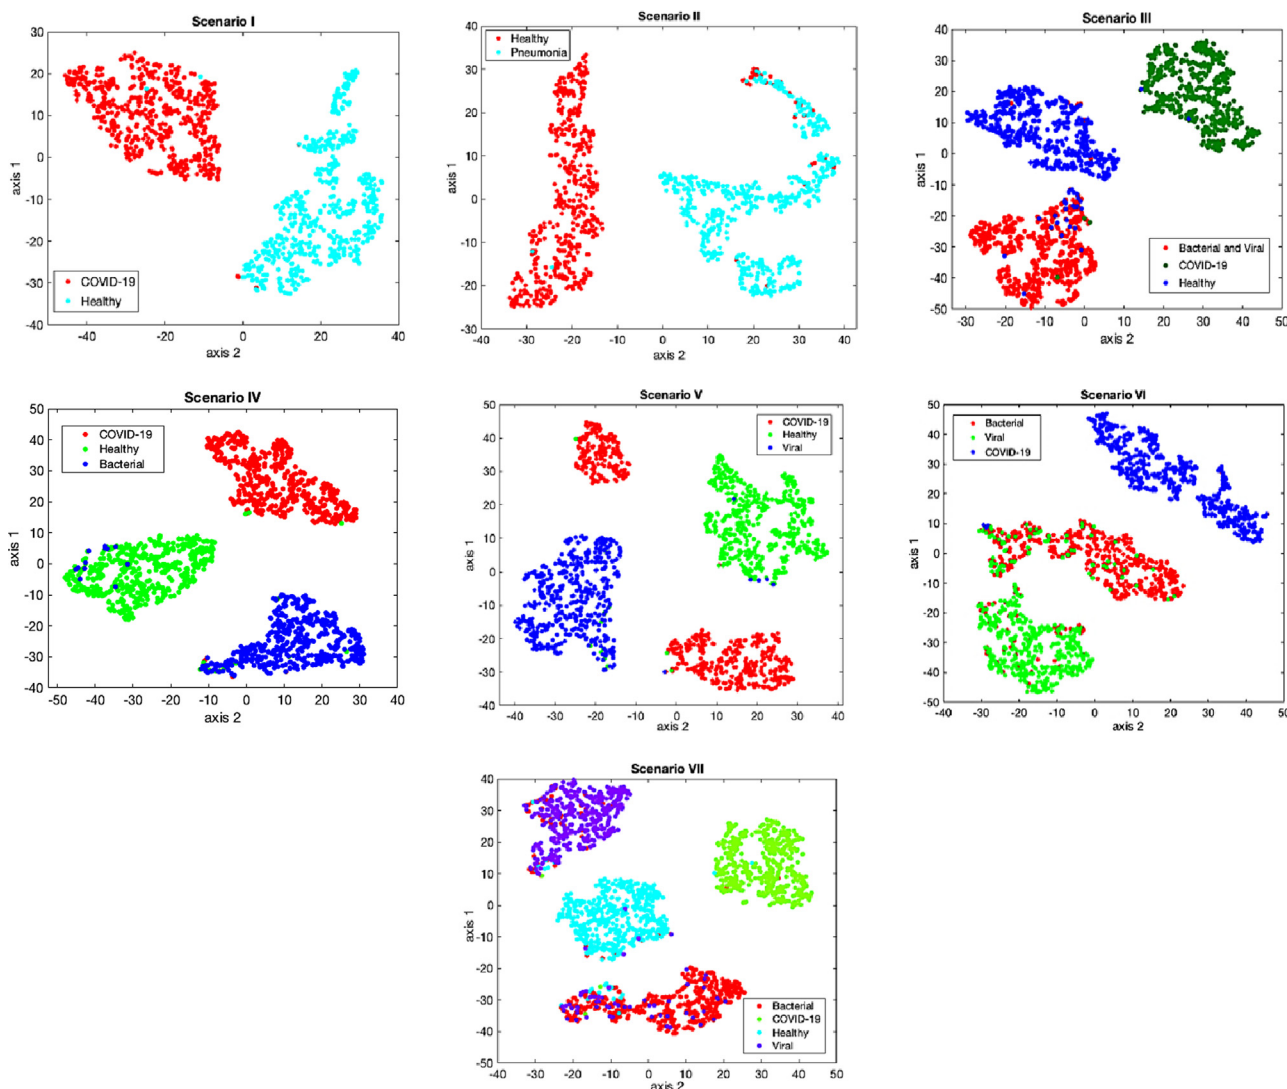 Scenario I
30
20
10
0
-10
-20
-30
-40
axis 1
COVID-19
Healthy
-40 -20 0 20 40
axis 2
Scenario II
40
30
20
10
0
-10
-20
-30
axis 1
Healthy
Pneumonia
-40 -30 -20 -10 0 10 20 30 40
axis 2
Scenario III
40
30
20
10
0
-10
-20
-30
-40
-50
axis 1
Bacterial and Viral
COVID-19
Healthy
-30 -20 -10 0 10 20 30 40 50
axis 2
Scenario IV
50
40
30
20
10
0
-10
-20
-30
-40
axis 1
COVID-19
Healthy
Bacterial
-50 -40 -30 -20 -10 0 10 20 30 40
axis 2
Scenario V
50
40
30
20
10
0
-10
-20
-30
-40
axis 1
COVID-19
Healthy
Viral
-40 -30 -20 -10 0 10 20 30 40
axis 2
Scenario VI
50
40
30
20
10
0
-10
-20
-30
-40
-50
axis 1
Bacterial
Viral
COVID-19
-40 -30 -20 -10 0 10 20 30 40 50
axis 2
Scenario VII
40
30
20
10
0
-10
-20
-30
-40
-50
axis 1
Bacterial
COVID-19
Healthy
Viral
-40 -30 -20 -10 0 10 20 30 40 50
axis 2